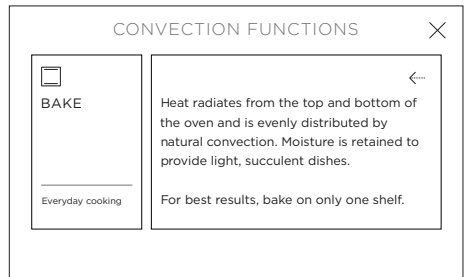 CONVECTION FUNCTIONS
BAKE
Everyday cooking
Heat radiates from the top and bottom of
the oven and is evenly distributed by
natural convection. Moisture is retained to
provide light, succulent dishes.
For best results, bake on only one shelf.